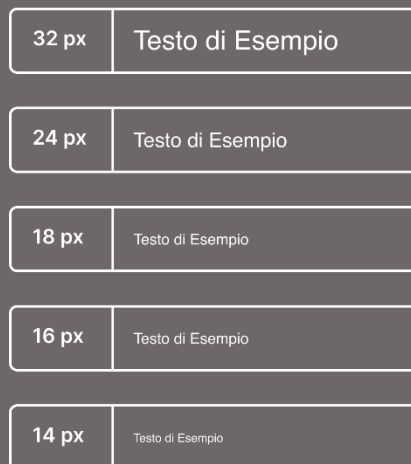 32 px Testo di Esempio
24 px Testo di Esempio
18 px Testo di Esempio
16 px Testo di Esempio
14 px Testo di Esempio